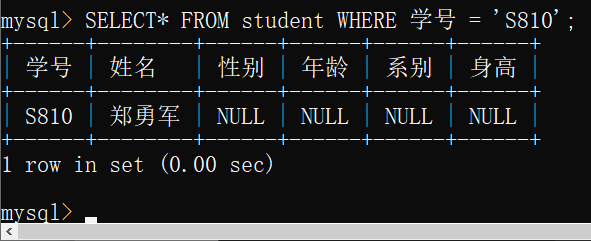 mysql> SELECT* FROM student WHERE 学号 = 'S810';
+------+--------+------+------+------+------+
| 学号 | 姓名   | 性别 | 年龄 | 系别 | 身高 |
+------+--------+------+------+------+------+
| S810 | 郑勇军 | NULL | NULL | NULL | NULL |
+------+--------+------+------+------+------+
1 row in set (0.00 sec)
mysql>